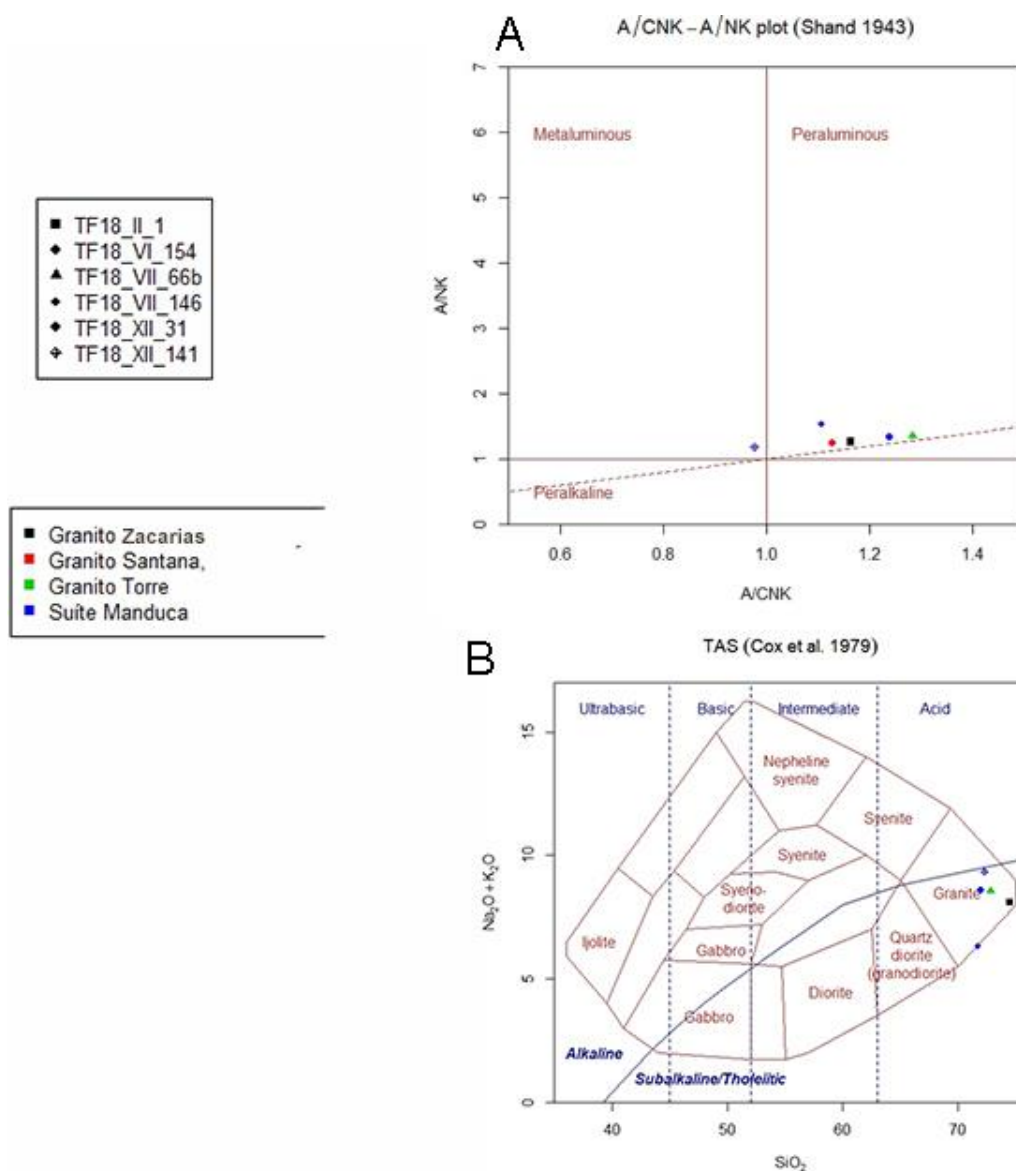 A
A/CNK – A/NK plot (Shand 1943)
TF18_II_1
TF18_VI_154
TF18_VII_66b
TF18_VII_146
TF18_XII_31
TF18_XII_141
Granito Zacarias
Granito Santana,
Granito Torre
Suíte Manduca
Metaluminous
Peraluminous
Peralkaline
A/NK
0
1
2
3
4
5
6
7
0.6
0.8
1.0
1.2
1.4
A/CNK
B
TAS (Cox et al. 1979)
Ultrabasic
Basic
Intermediate
Acid
Nepheline
syenite
Syenite
Syenite
Syeno-
diorite
Granite
Ijolite
Gabbro
Quartz
diorite
(granodiorite)
Diorite
Gabbro
Alkaline
Subalkaline/Tholeiitic
Na₂O + K₂O
0
5
10
15
40
50
60
70
SiO₂